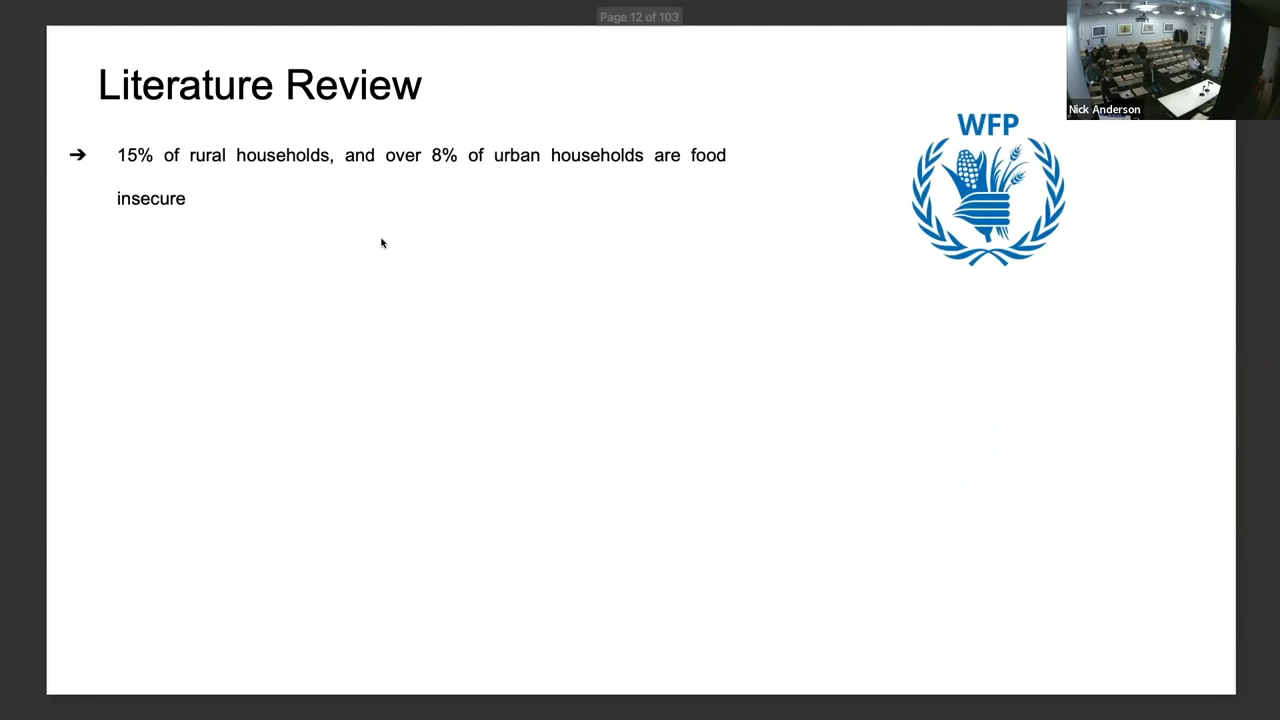 Page 12 of 103
Literature Review
Nick Anderson
WFP
➔ 15% of rural households, and over 8% of urban households are food
insecure